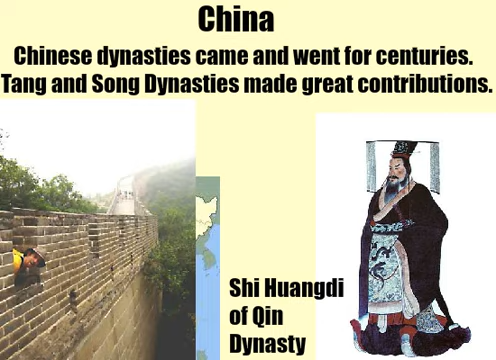 China
Chinese dynasties came and went for centuries.
Tang and Song Dynasties made great contributions.
Shi Huangdi
of Qin
Dynasty